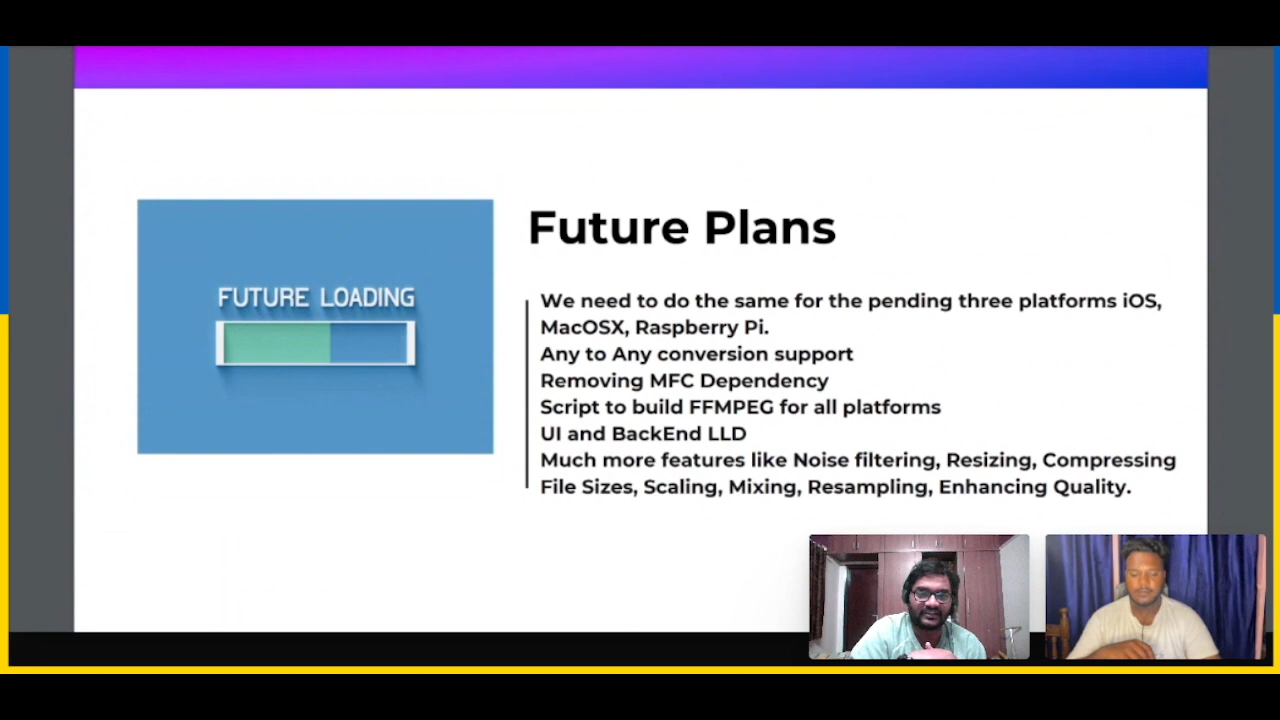 FUTURE LOADING
Future Plans
We need to do the same for the pending three platforms iOS,
MacOSX, Raspberry Pi.
Any to Any conversion support
Removing MFC Dependency
Script to build FFMPEG for all platforms
UI and BackEnd LLD
Much more features like Noise filtering, Resizing, Compressing
File Sizes, Scaling, Mixing, Resampling, Enhancing Quality.